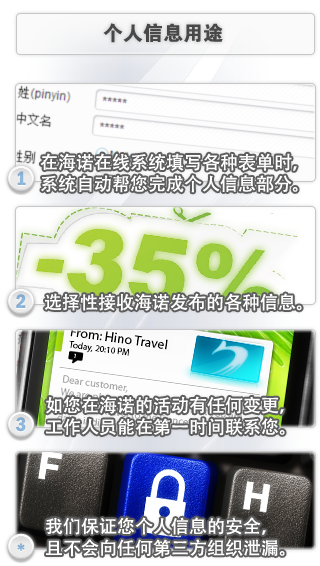 个人信息用途
姓(pinyin)
*****
中文名
*****
性别
1
在海诺在线系统填写各种表单时,
系统自动帮您完成个人信息部分。
-35%
2
选择性接收海诺发布的各种信息。
From: Hino Travel
Today, 20:10 PM
Dear customer,
We are
如您在海诺的活动有任何变更,
3
工作人员能在第一时间联系您。
F
H
我们保证您个人信息的安全,
*
且不会向任何第三方组织泄漏。